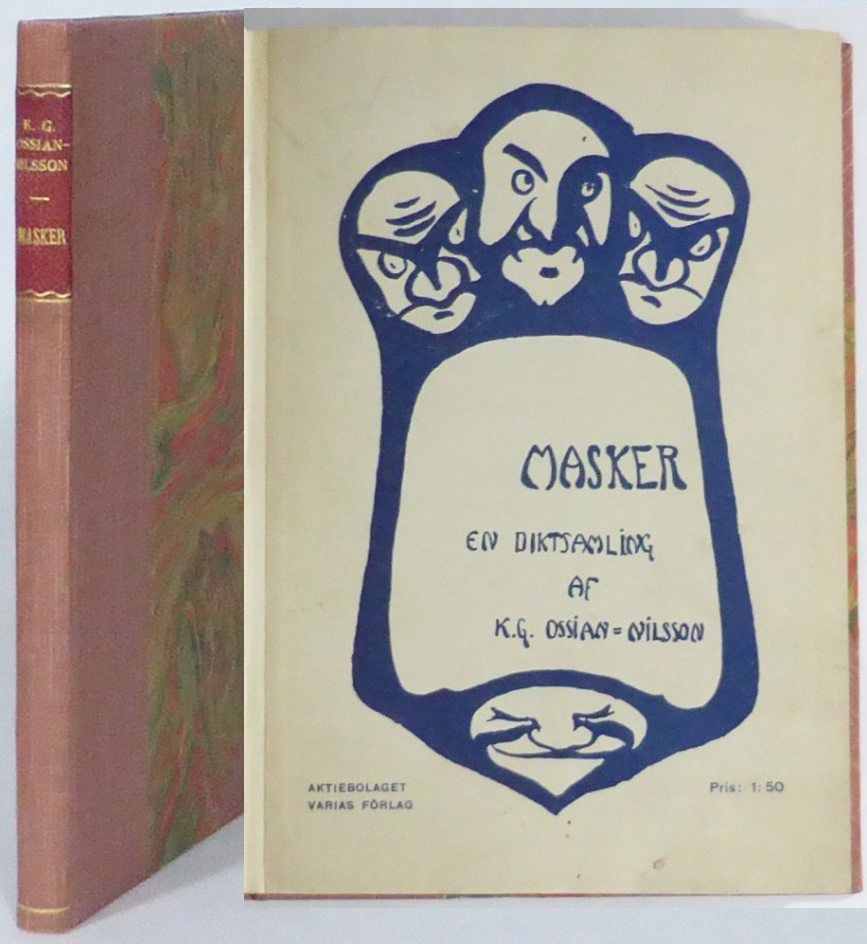 K. G.
OSSIAN-
NILSSON
MASKER
MASKER
EN DIKTSAMLING
AF
K.G. OSSIAN=NILSSON
AKTIEBOLAGET
VARIAS FÖRLAG
Pris: 1:50